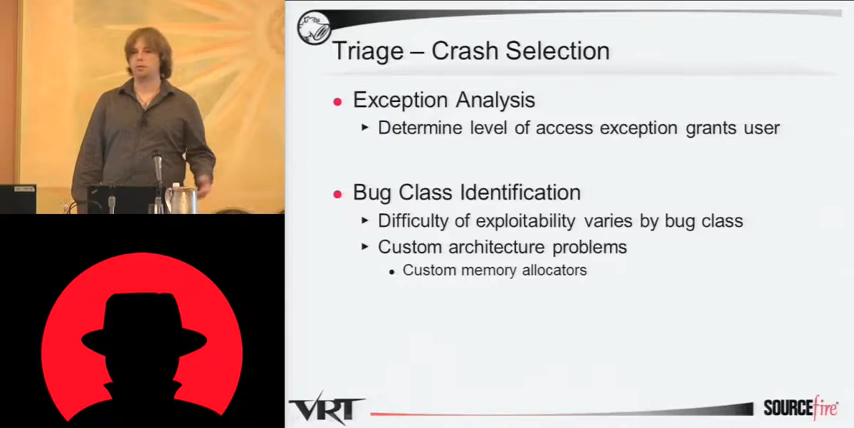 Triage – Crash Selection
Exception Analysis
Determine level of access exception grants user
Bug Class Identification
Difficulty of exploitability varies by bug class
Custom architecture problems
Custom memory allocators
VRT
SOURCEfire